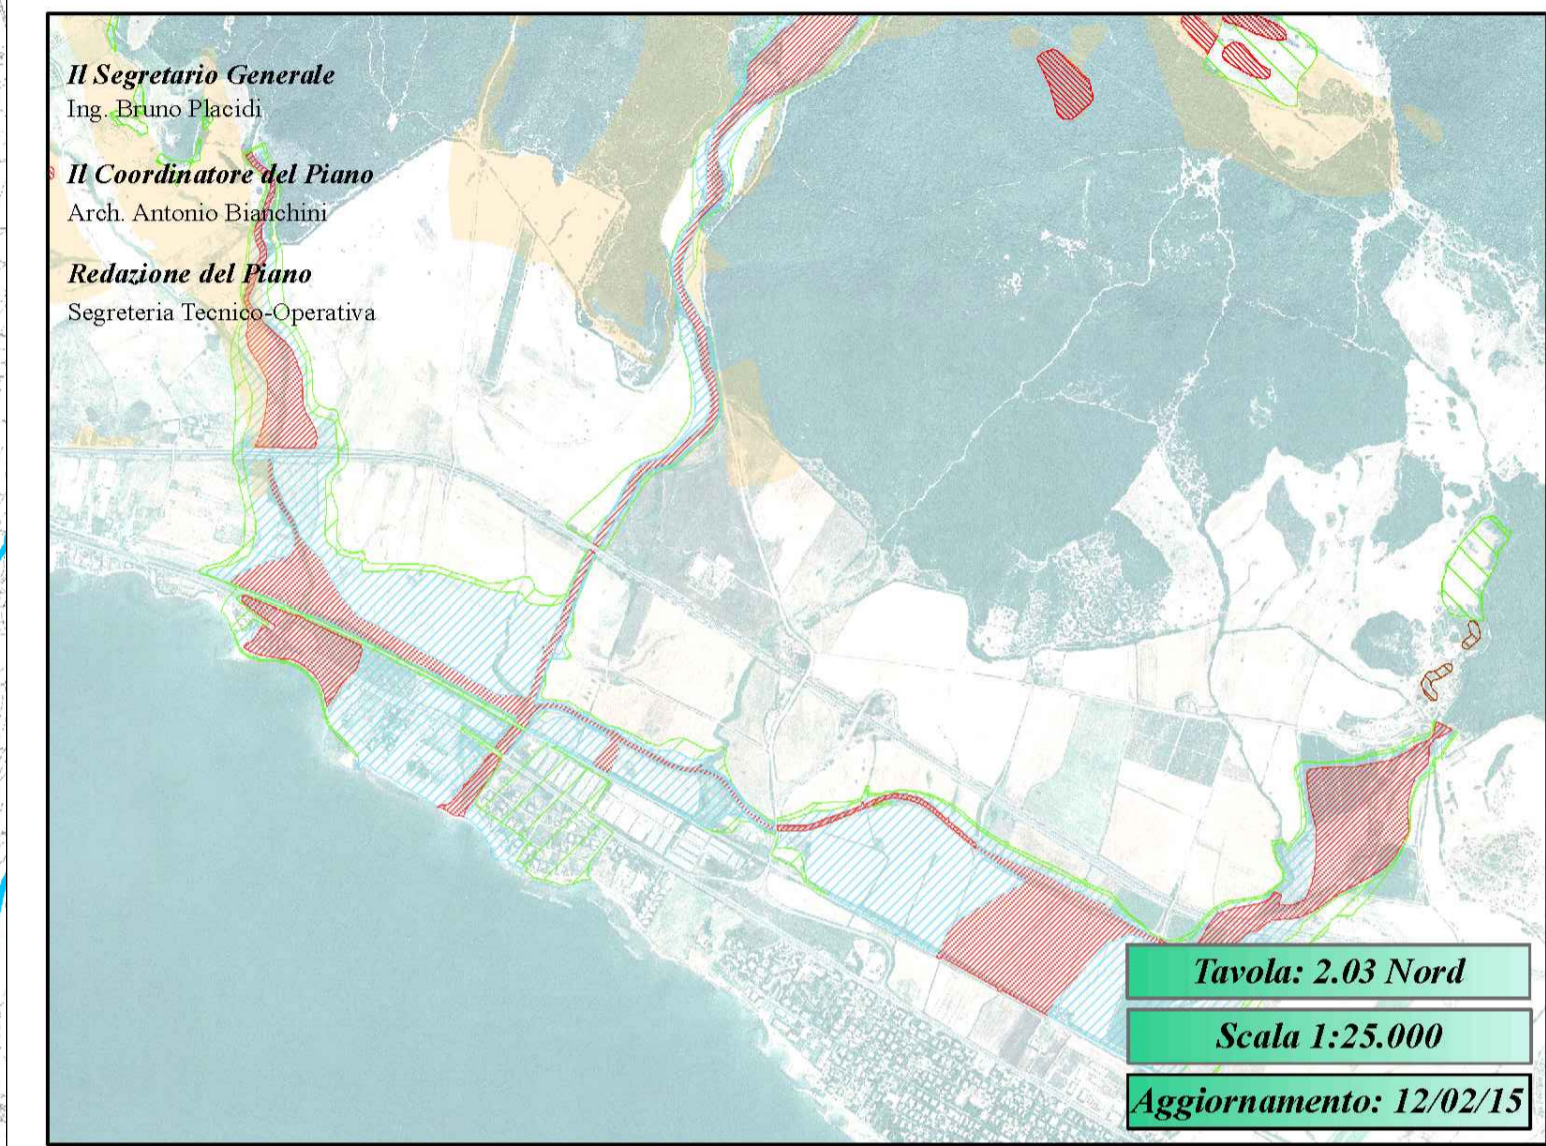 Il Segretario Generale
Ing. Bruno Placidi
Il Coordinatore del Piano
Arch. Antonio Bianchini
Redazione del Piano
Segreteria Tecnico-Operativa
Tavola: 2.03 Nord
Scala 1:25.000
Aggiornamento: 12/02/15